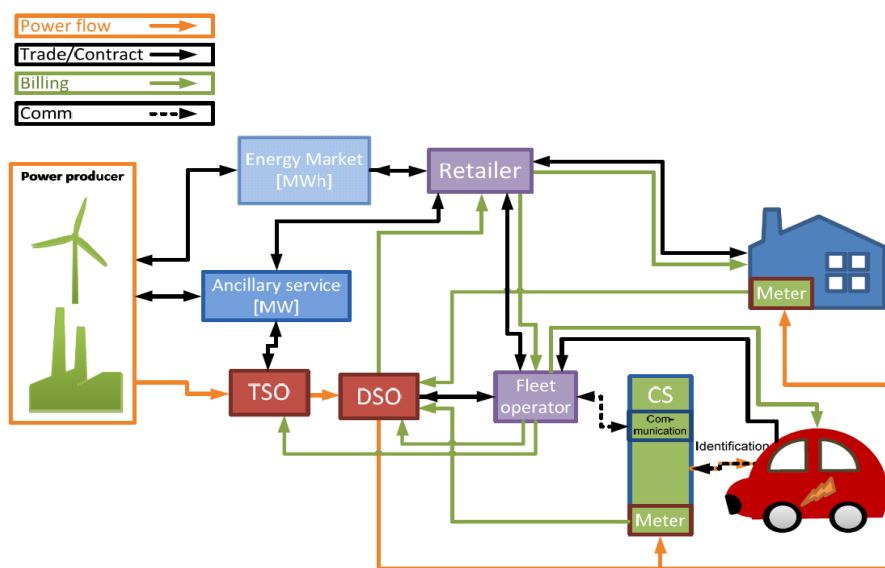 Power flow
Trade/Contract
Billing
Comm
Power producer
Energy Market
[MWh]
Retailer
Ancillary service
[MW]
Meter
TSO
DSO
Fleet
operator
CS
Com-
munication
Identification
Meter